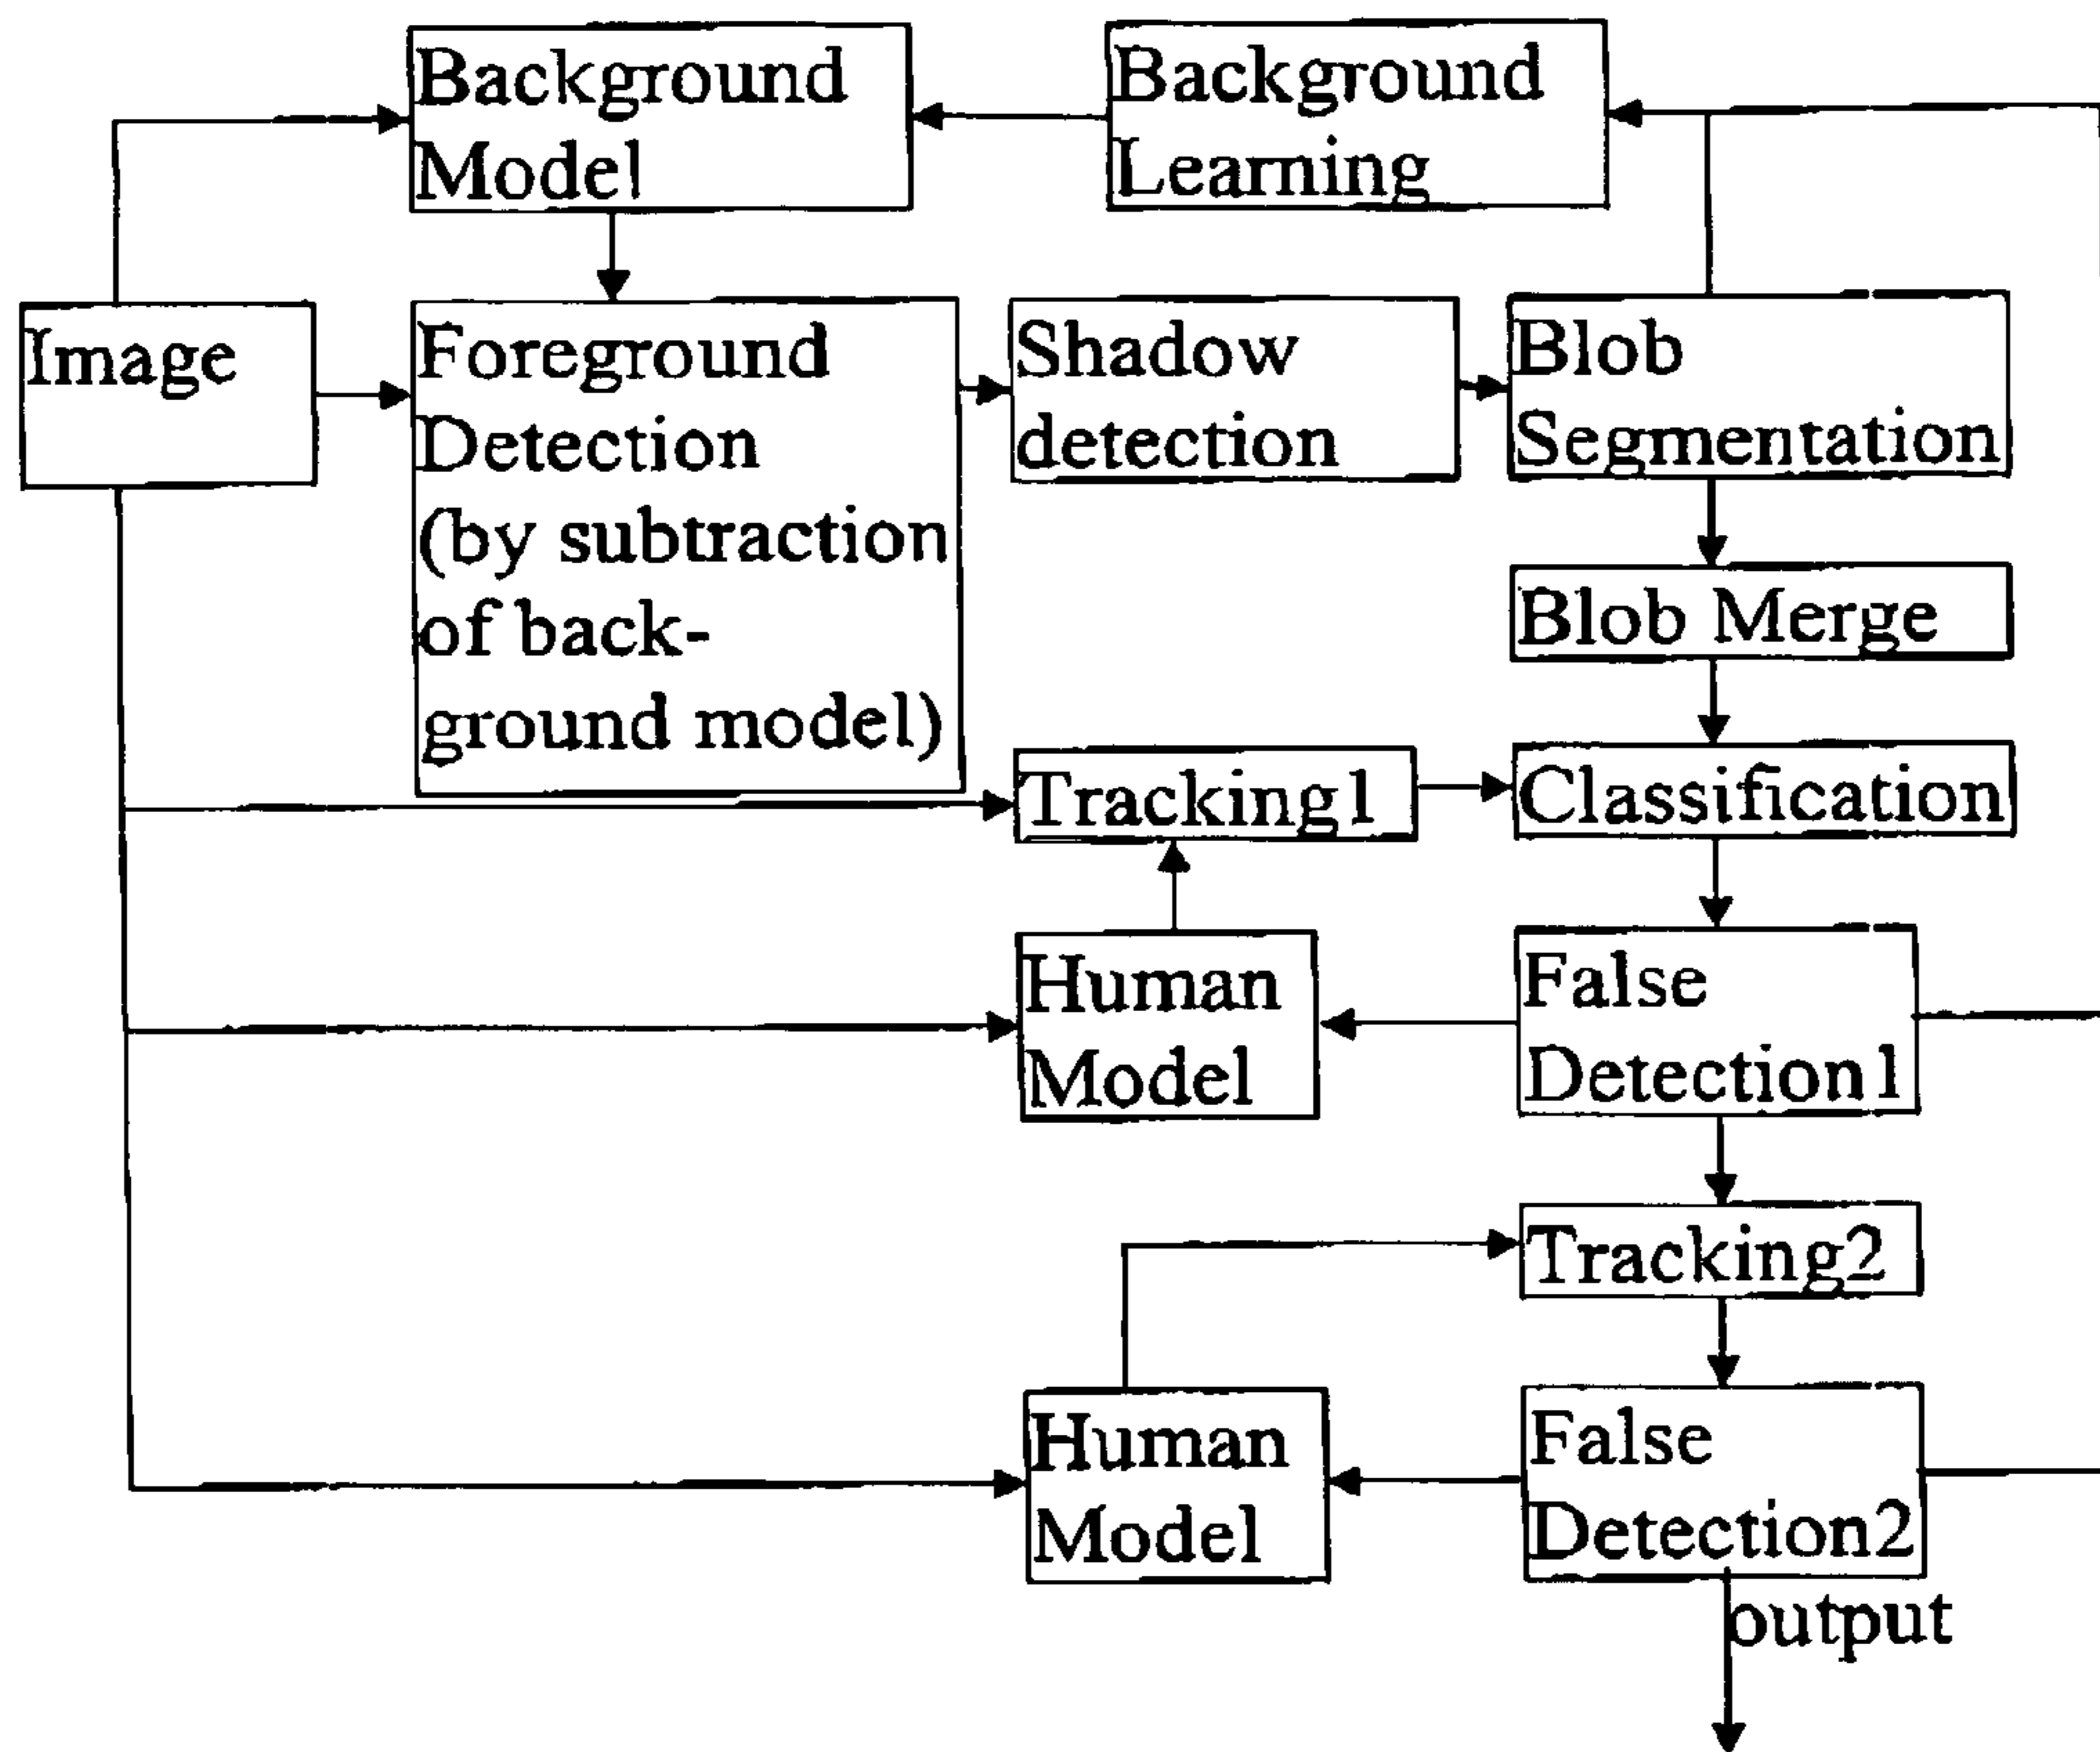 Background
Model
Background
Learning
Image
Foreground
Detection
(by subtraction
of back-
ground model)
Shadow
detection
Blob
Segmentation
Blob Merge
Tracking1
Classification
Human
Model
False
Detection1
Tracking2
Human
Model
False
Detection2
output